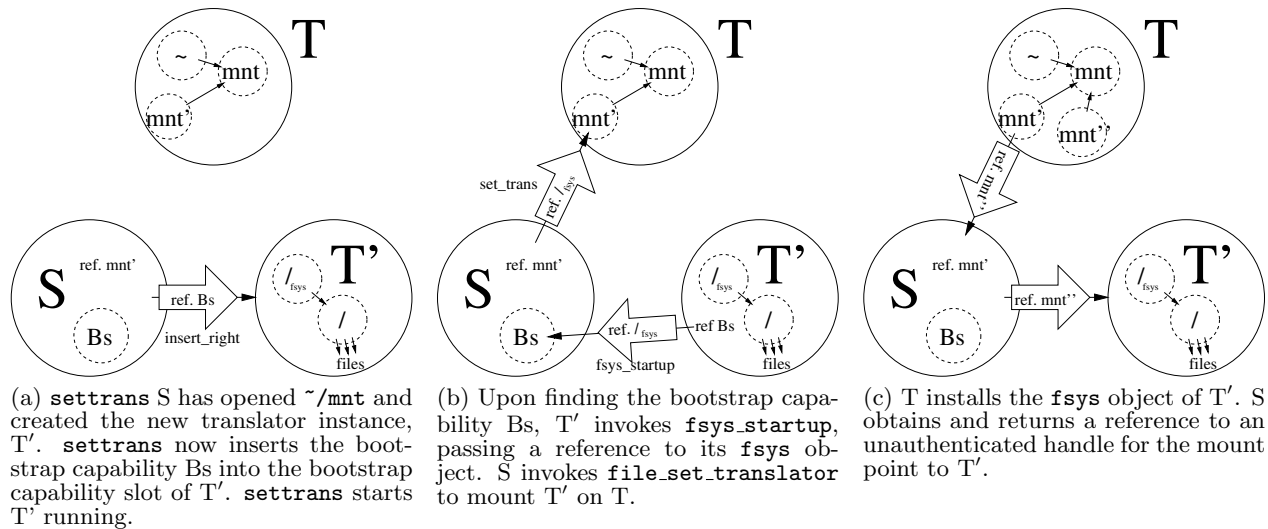 T
~
mnt
mnt'
S
ref. mnt'
Bs
ref. Bs
insert_right
T'
/fsys
/
files
(a) settrans S has opened ~/mnt and
created the new translator instance,
T′. settrans now inserts the boot-
strap capability Bs into the bootstrap
capability slot of T′. settrans starts
T' running.
T
~
mnt
mnt'
set_trans
ref. /fsys
S
ref. mnt'
Bs
ref. /fsys
fsys_startup
ref Bs
T'
/fsys
/
files
(b) Upon finding the bootstrap capa-
bility Bs, T′ invokes fsys_startup,
passing a reference to its fsys ob-
ject. S invokes file_set_translator
to mount T′ on T.
T
~
mnt
mnt'
mnt''
ref. mnt''
S
ref. mnt'
Bs
ref. mnt''
T'
/fsys
/
files
(c) T installs the fsys object of T′. S
obtains and returns a reference to an
unauthenticated handle for the mount
point to T′.